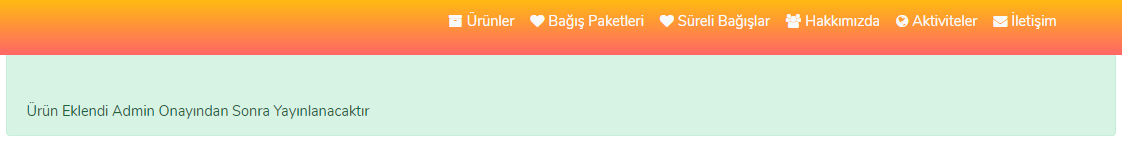 Ürünler Bağış Paketleri Süreli Bağışlar Hakkımızda Aktiviteler İletişim
Ürün Eklendi Admin Onayından Sonra Yayınlanacaktır